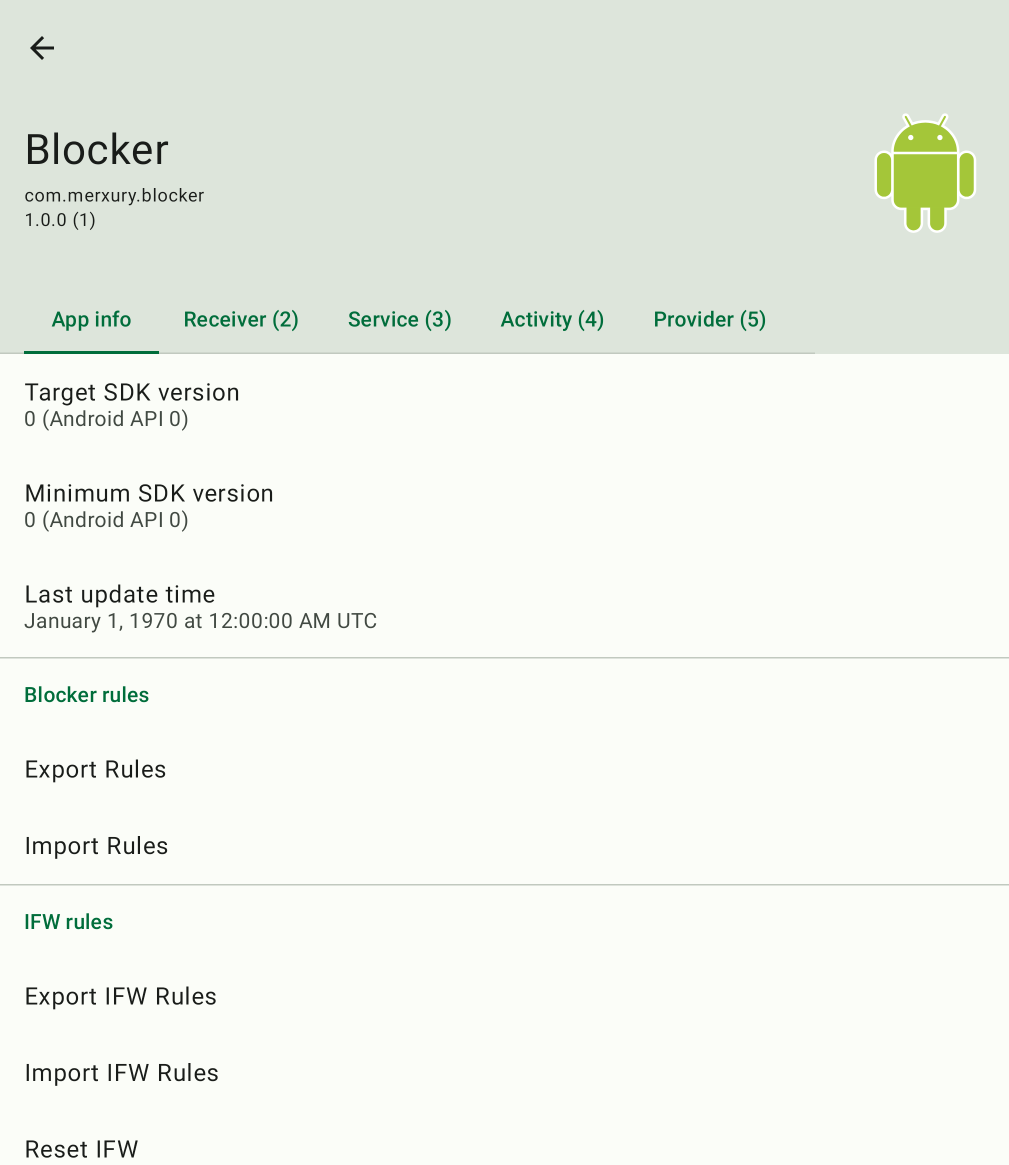 Blocker
com.merxury.blocker
1.0.0 (1)
App info
Receiver (2)
Service (3)
Activity (4)
Provider (5)
Target SDK version
0 (Android API 0)
Minimum SDK version
0 (Android API 0)
Last update time
January 1, 1970 at 12:00:00 AM UTC
Blocker rules
Export Rules
Import Rules
IFW rules
Export IFW Rules
Import IFW Rules
Reset IFW